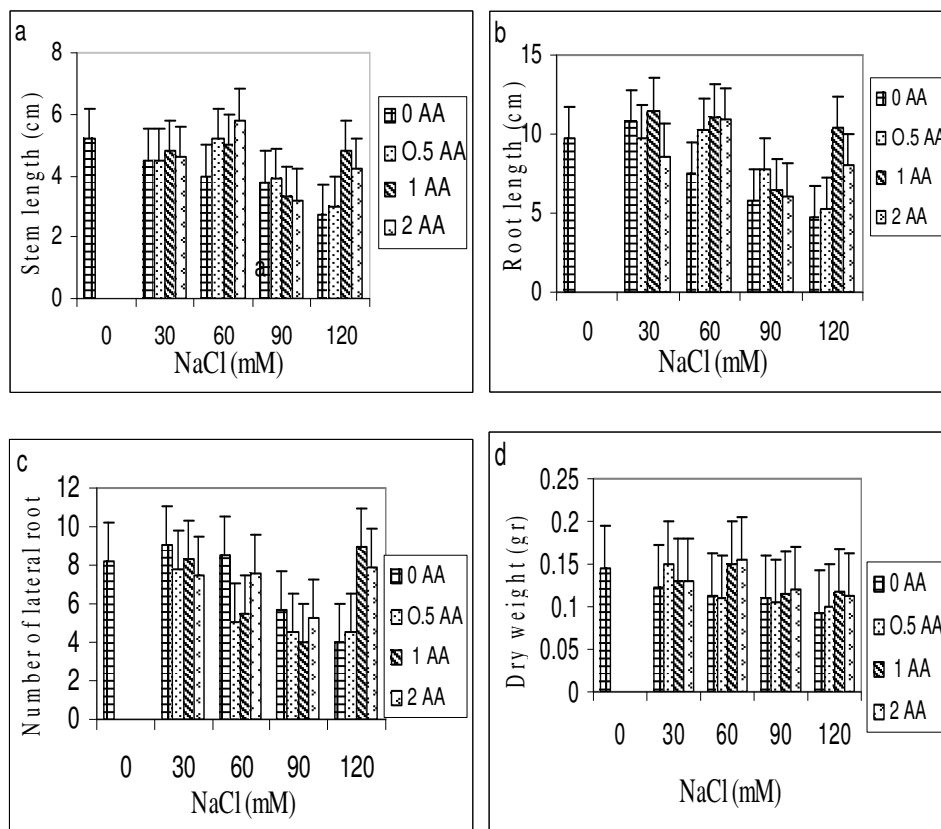 a
Stem length (cm)
8
6
4
2
0
a
0 30 60 90 120
NaCl (mM)
0 AA
O.5 AA
1 AA
2 AA
b
Root length (cm)
15
10
5
0
0 30 60 90 120
NaCl (mM)
0 AA
O.5 AA
1 AA
2 AA
c
Number of lateral root
12
10
8
6
4
2
0
0 30 60 90 120
NaCl (mM)
0 AA
O.5 AA
1 AA
2 AA
d
Dry weight (gr)
0.25
0.2
0.15
0.1
0.05
0
0 30 60 90 120
NaCl (mM)
0 AA
O.5 AA
1 AA
2 AA